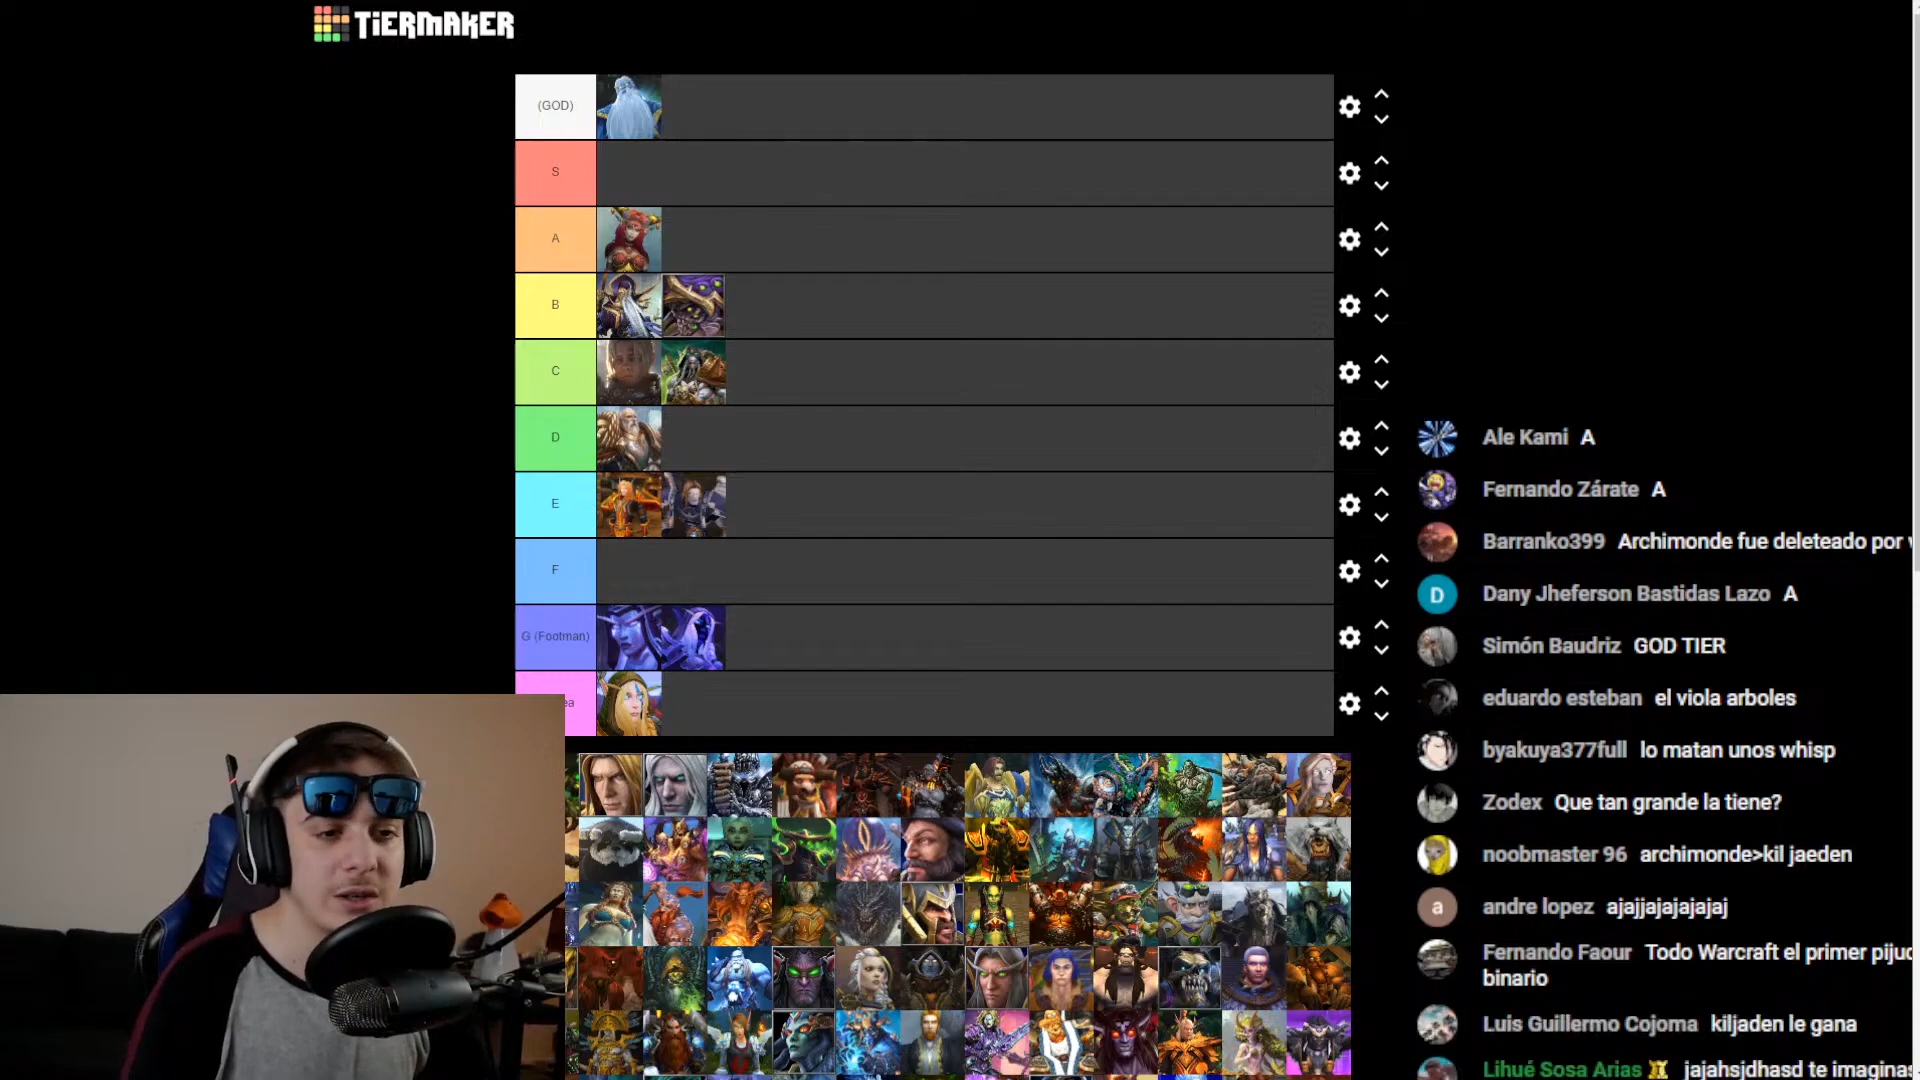 TiERMAKER
(GOD)
S
A
B
C
D
E
F
G (Footman)
ea
Ale Kami A
Fernando Zárate A
Barranko399 Archimonde fue deleteado por
D Dany Jheferson Bastidas Lazo A
Simón Baudriz GOD TIER
eduardo esteban el viola arboles
byakuya377full lo matan unos whisp
Zodex Que tan grande la tiene?
noobmaster 96 archimonde>kil jaeden
a andre lopez ajajjajajajajaj
Fernando Faour Todo Warcraft el primer
binario
Luis Guillermo Cojoma kiljaden le gana
Lihué Sosa Arias jajahsjdhasd te